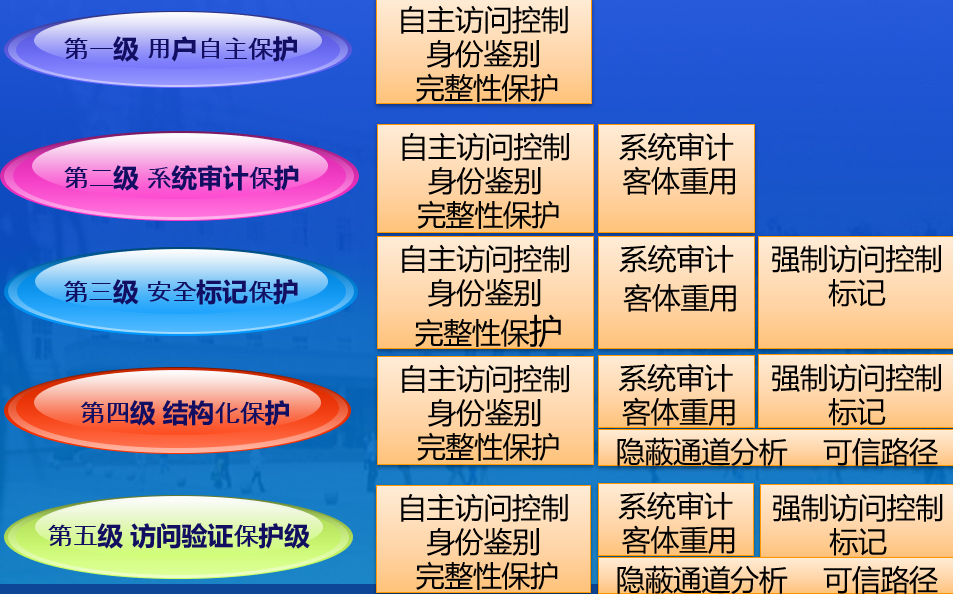 第一级 用户自主保护
自主访问控制
身份鉴别
完整性保护
第二级 系统审计保护
自主访问控制
身份鉴别
完整性保护
系统审计
客体重用
第三级 安全标记保护
自主访问控制
身份鉴别
完整性保护
系统审计
客体重用
强制访问控制
标记
第四级 结构化保护
自主访问控制
身份鉴别
完整性保护
系统审计
客体重用
强制访问控制
标记
隐蔽通道分析 可信路径
第五级 访问验证保护级
自主访问控制
身份鉴别
完整性保护
系统审计
客体重用
强制访问控制
标记
隐蔽通道分析 可信路径